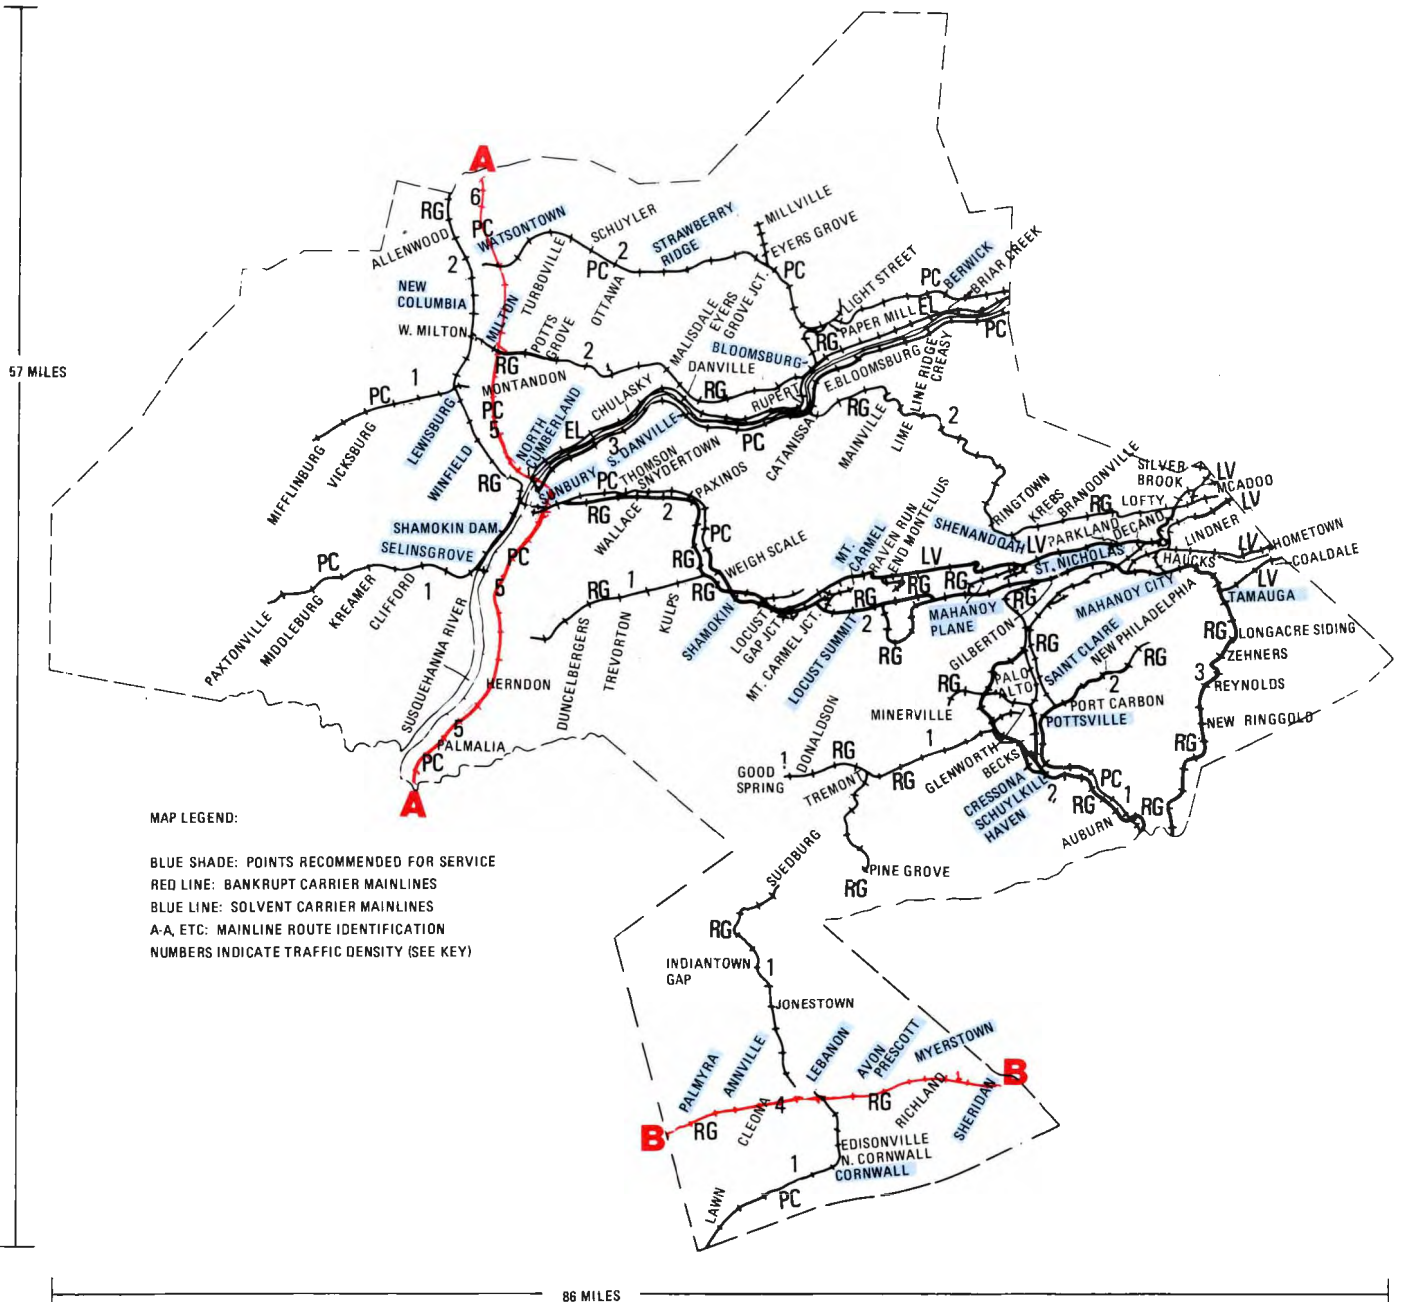 A
6
RG
PC
WATSONTOWN
SCHUYLER
STRAWBERRY
RIDGE
MILLVILLE
EYERS GROVE
ALLENWOOD
2
TURBOVILLE
2
PC
OTTAWA
PC
LIGHT STREET
PC
BERWICK
BRIAR CREEK
NEW
COLUMBIA
MILTON
W. MILTON
POTTS
GROVE
MALISDALE
EYERS
GROVE JCT.
PAPER MILL
EL
PC
RG
BLOOMSBURG
57 MILES
RG
2
MONTANDON
DANVILLE
RG
RUPERT
E.BLOOMSBURG
LINE RIDGE
CREASY
1
PC
CHULASKY
PC
5
NORTH
CUMBERLAND
EL
3
S. DANVILLE
PC
CATANISSA
RG
MAINVILLE
LIME
2
LEWISBURG
WINFIELD
VICKSBURG
MIFFLINBURG
RG
SUNBURY
PC
THOMSON
SNYDERTOWN
PAXINOS
RG
WALLACE
2
RINGTOWN
KREBS
BRANDONVILLE
SILVER
BROOK
LV
MCADOO
RG
LOFTY
LV
SHAMOKIN DAM
SELINSGROVE
PC
PC
RG
WEIGH SCALE
MT.
CARMEL
RAVEN RUN
END MONTELIUS
SHENANDOAH
LV
PARKLAND
DECAND
LINDNER
LV
HOMETOWN
COALDALE
LV
ST. NICHOLAS
HAUCKS
LV
TAMAUGA
PC
PAXTONVILLE
MIDDLEBURG
KREAMER
CLIFFORD
1
5
RG
1
KULPS
RG
SHAMOKIN
LOCUST
GAP JCT.
MT. CARMEL JCT.
RG
RG
RG
2
2
LOCUST SUMMIT
RG
MAHANOY
PLANE
RG
MAHANOY CITY
NEW PHILADELPHIA
SAINT CLAIRE
GILBERTON
RG
RG
RG
LONGACRE SIDING
ZEHNERS
3
REYNOLDS
NEW RINGGOLD
RG
SUSQUEHANNA RIVER
HERNDON
DUNCELBERGERS
TREVORTON
RG
PALO
ALTO
2
PORT CARBON
POTTSVILLE
MINERVILLE
5
PALMALIA
PC
A
DONALDSON
GOOD
SPRING
1
RG
TREMONT
RG
1
GLENWORTH
BECKS
CRESSONA
SCHUYLKILL
HAVEN
2
PC
RG
1
RG
AUBURN
PINE GROVE
RG
MAP LEGEND:
BLUE SHADE: POINTS RECOMMENDED FOR SERVICE
RED LINE: BANKRUPT CARRIER MAINLINES
BLUE LINE: SOLVENT CARRIER MAINLINES
A-A, ETC: MAINLINE ROUTE IDENTIFICATION
NUMBERS INDICATE TRAFFIC DENSITY (SEE KEY)
SUEDBURG
RG
INDIANTOWN
GAP
1
JONESTOWN
PALMYRA
ANNVILLE
LEBANON
AVON
PRESCOTT
MYERSTOWN
B
B
RG
CLEONA
4
RG
RICHLAND
SHERIDAN
EDISONVILLE
N. CORNWALL
CORNWALL
1
PC
LAWN
86 MILES